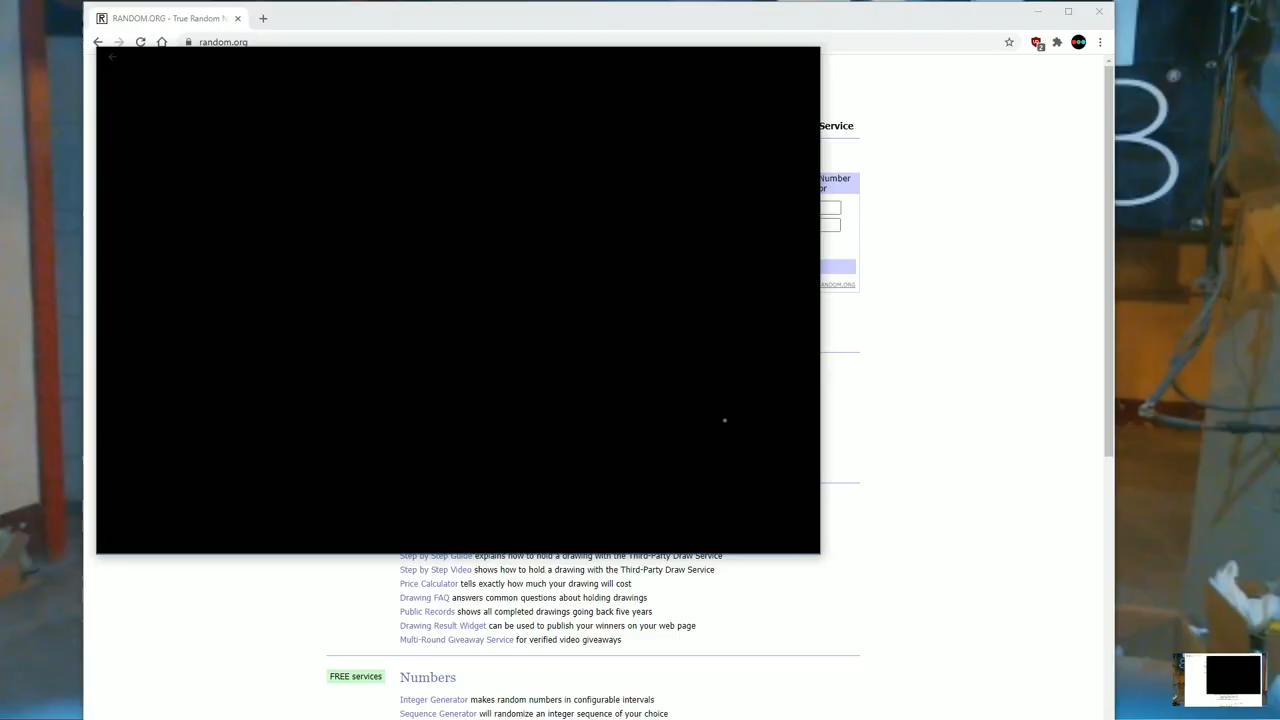 RANDOM.ORG - True Random N
random.org
2
Service
Number
or
ANDOM.ORG
Step by Step Guide explains how to hold a drawing with the Third-Party Draw Service
Step by Step Video shows how to hold a drawing with the Third-Party Draw Service
Price Calculator tells exactly how much your drawing will cost
Drawing FAQ answers common questions about holding drawings
Public Records shows all completed drawings going back five years
Drawing Result Widget can be used to publish your winners on your web page
Multi-Round Giveaway Service for verified video giveaways
FREE services
Numbers
Integer Generator makes random numbers in configurable intervals
Sequence Generator will randomize an integer sequence of your choice